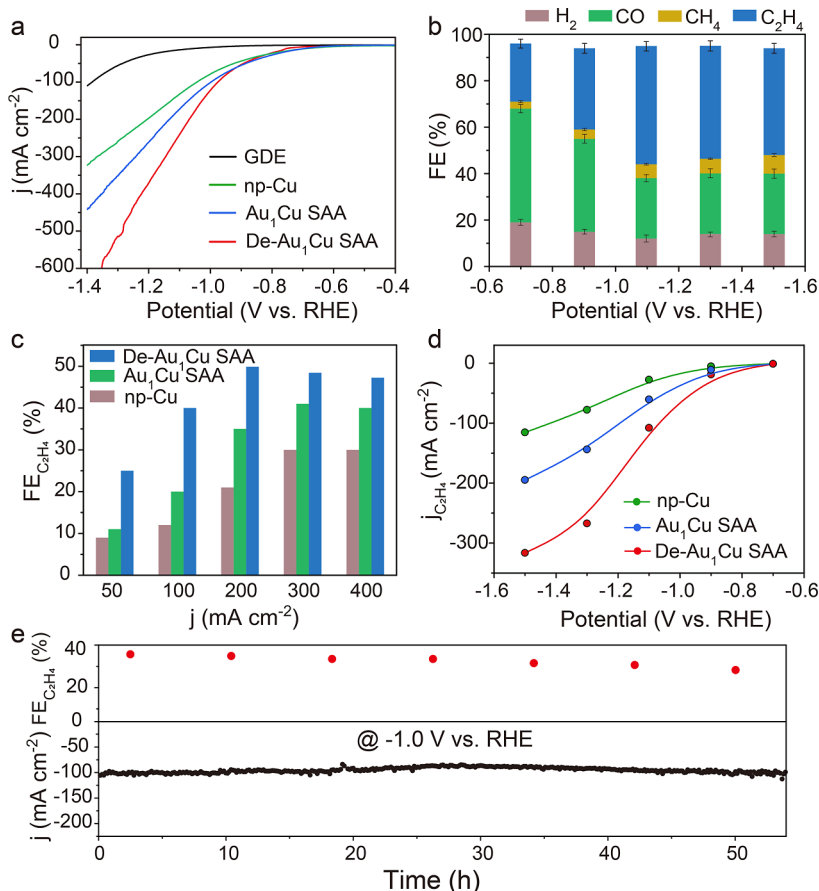 a
0
-100
-200
-300
-400
-500
-600
j (mA cm⁻²)
GDE
np-Cu
Au₁Cu SAA
De-Au₁Cu SAA
-1.4 -1.2 -1.0 -0.8 -0.6 -0.4
Potential (V vs. RHE)
b
H₂ CO CH₄ C₂H₄
100
80
60
40
20
0
FE (%)
-0.6 -0.8 -1.0 -1.2 -1.4 -1.6
Potential (V vs. RHE)
c
De-Au₁Cu SAA
Au₁Cu SAA
np-Cu
50
40
30
20
10
0
FE_C₂H₄ (%)
50 100 200 300 400
j (mA cm⁻²)
d
0
-100
-200
-300
j_C₂H₄ (mA cm⁻²)
np-Cu
Au₁Cu SAA
De-Au₁Cu SAA
-1.6 -1.4 -1.2 -1.0 -0.8 -0.6
Potential (V vs. RHE)
e
40
20
0
FE_C₂H₄ (%)
@ -1.0 V vs. RHE
-50
-100
-150
-200
j (mA cm⁻²)
0 10 20 30 40 50
Time (h)